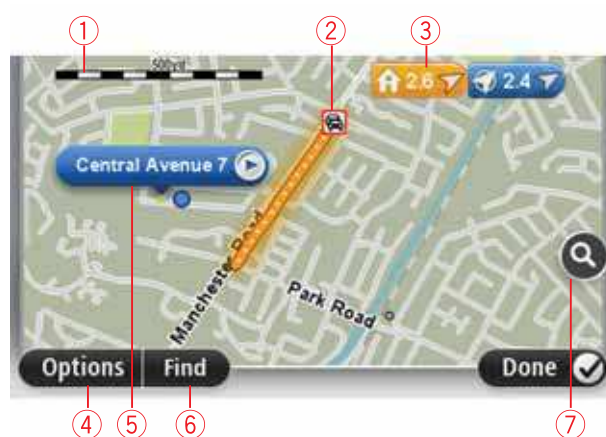 1 2 3
500yd
2.6 2.4
Central Avenue 7
Manchester Road
Park Road
Options Find Done
4 5 6 7